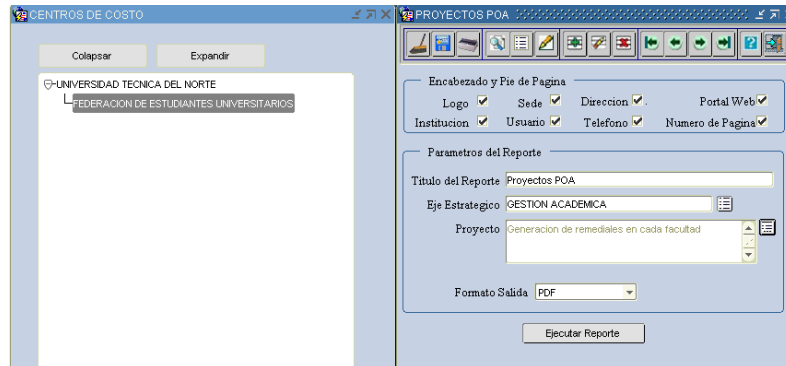 CENTROS DE COSTO
Colapsar Expandir
UNIVERSIDAD TECNICA DEL NORTE
FEDERACION DE ESTUDIANTES UNIVERSITARIOS
PROYECTOS POA
Encabezado y Pie de Pagina
Logo Sede Direccion . Portal Web
Institucion Usuario Telefono Numero de Pagina
Parametros del Reporte
Titulo del Reporte Proyectos POA
Eje Estrategico GESTION ACADEMICA
Proyecto Generacion de remediales en cada facultad
Formato Salida PDF
Ejecutar Reporte